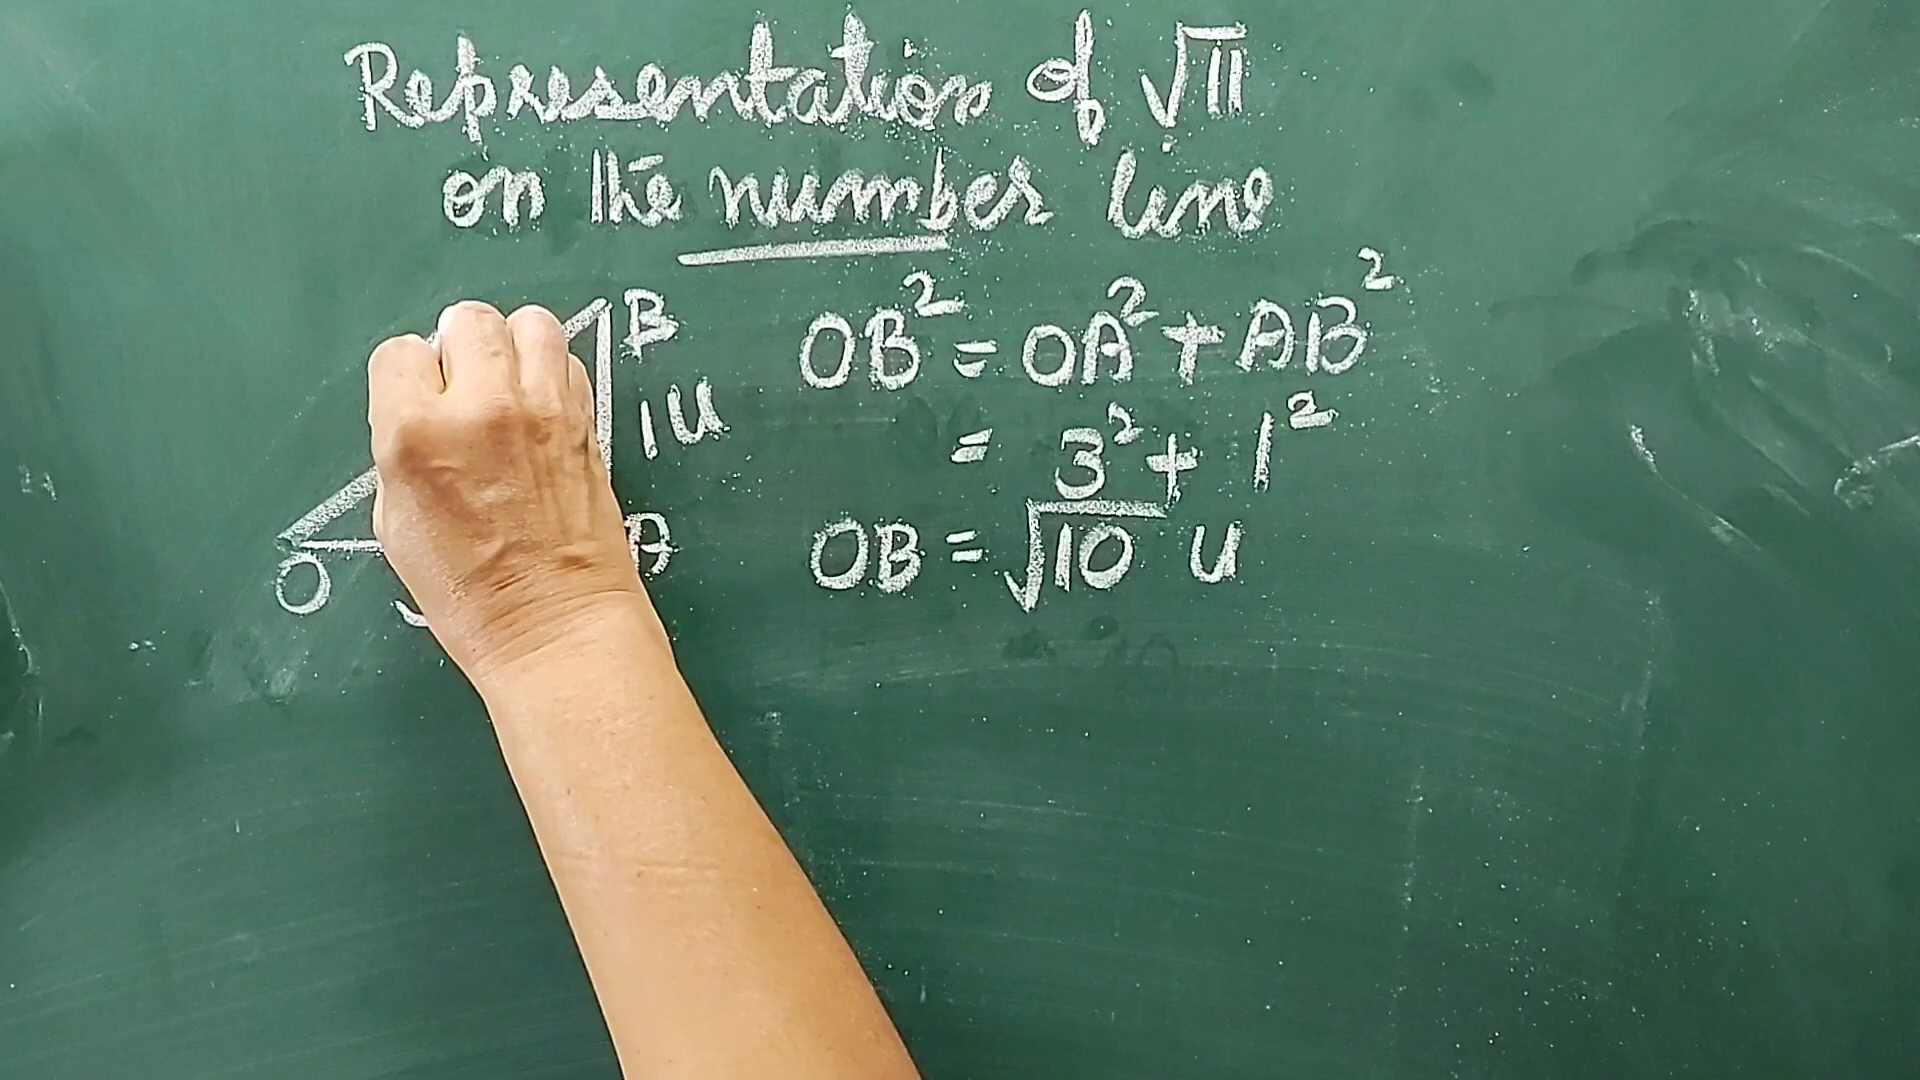 Representation of √11
on the number line
B OB² = OA² + AB²
1U = 3² + 1²
O A OB = √10 U